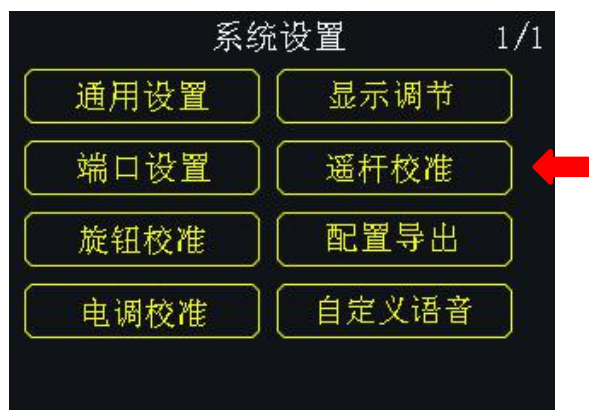 系统设置 1/1
通用设置 显示调节
端口设置 遥杆校准
旋钮校准 配置导出
电调校准 自定义语音